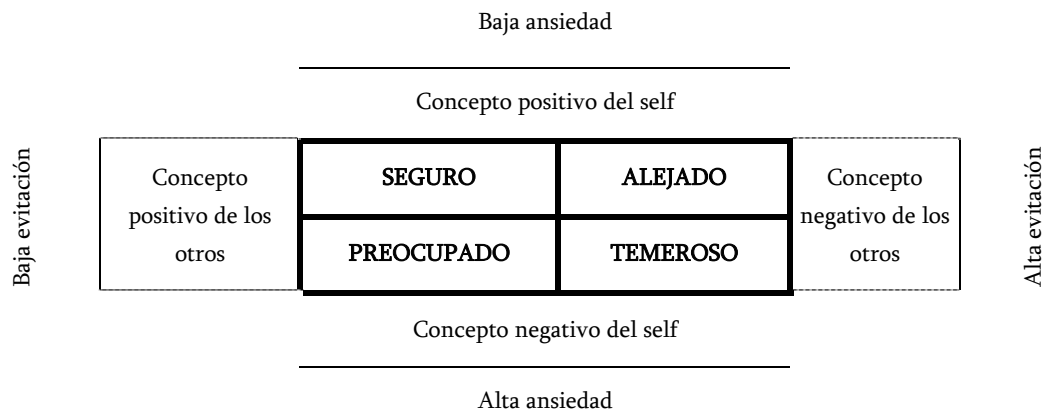 Baja ansiedad
Concepto positivo del self
Baja evitación
Concepto
positivo de los
otros
SEGURO
ALEJADO
PREOCUPADO
TEMEROSO
Concepto
negativo de los
otros
Alta evitación
Concepto negativo del self
Alta ansiedad